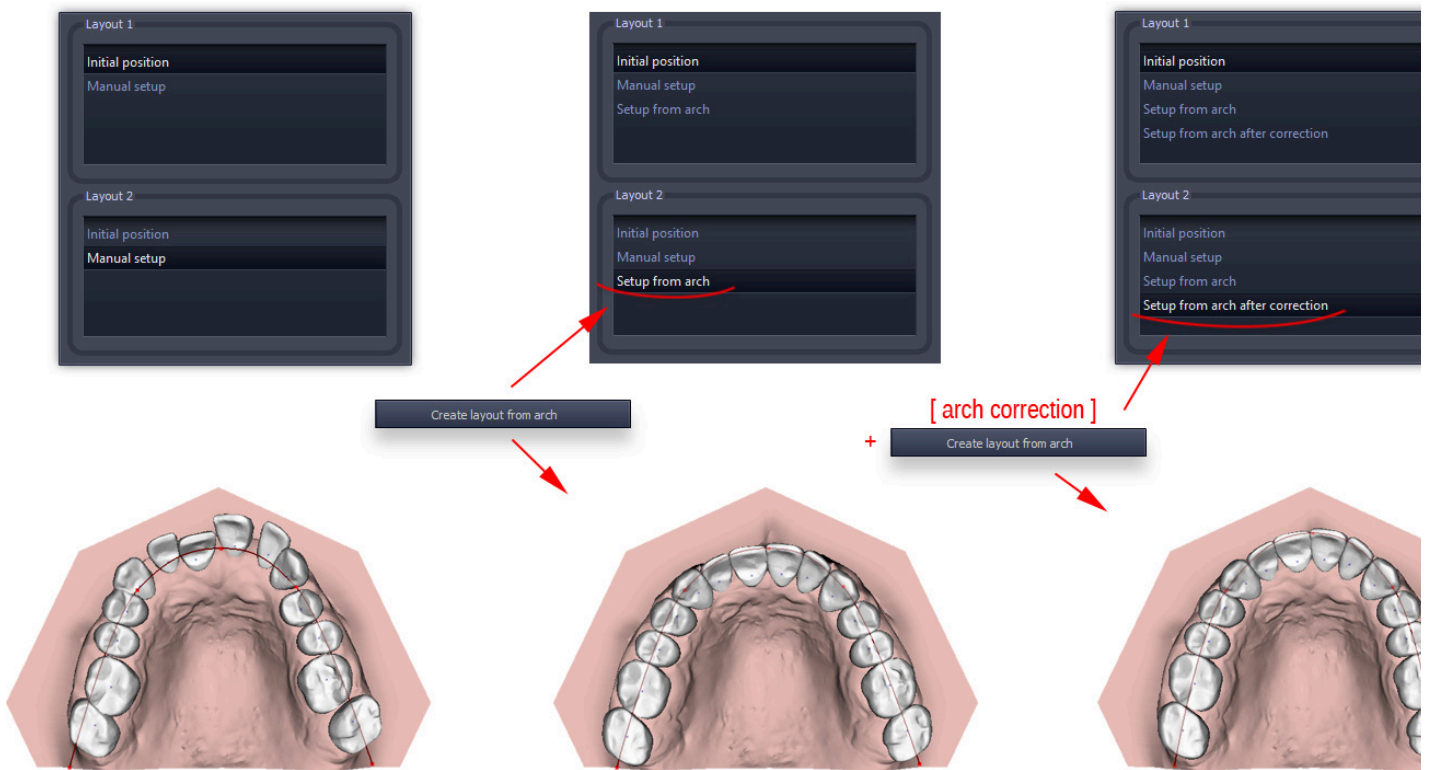 Layout 1
Initial position
Manual setup
Layout 2
Initial position
Manual setup
Layout 1
Initial position
Manual setup
Setup from arch
Layout 2
Initial position
Manual setup
Setup from arch
Layout 1
Initial position
Manual setup
Setup from arch
Setup from arch after correction
Layout 2
Initial position
Manual setup
Setup from arch
Setup from arch after correction
Create layout from arch
[ arch correction ]
+ Create layout from arch